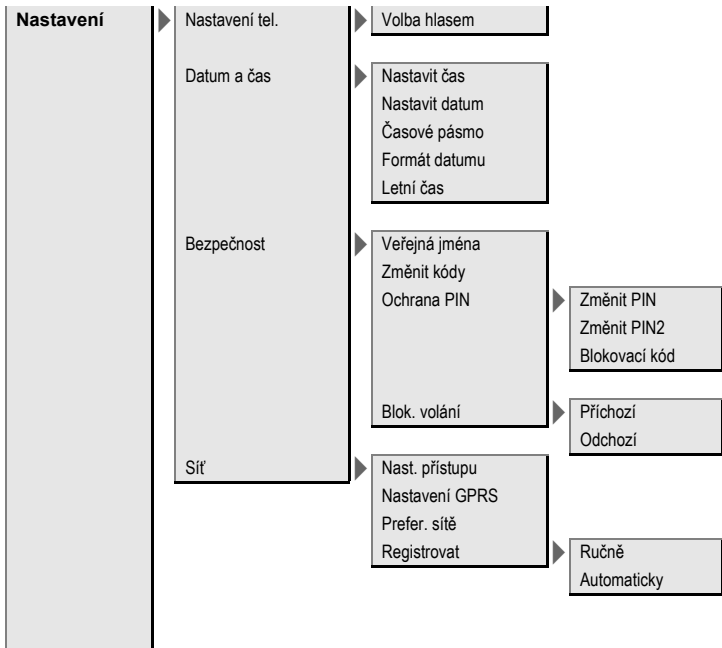 Nastavení
Nastavení tel.
Volba hlasem
Datum a čas
Nastavit čas
Nastavit datum
Časové pásmo
Formát datumu
Letní čas
Bezpečnost
Veřejná jména
Změnit kódy
Ochrana PIN
Změnit PIN
Změnit PIN2
Blokovací kód
Blok. volání
Příchozí
Odchozí
Síť
Nast. přístupu
Nastavení GPRS
Prefer. sítě
Registrovat
Ručně
Automaticky